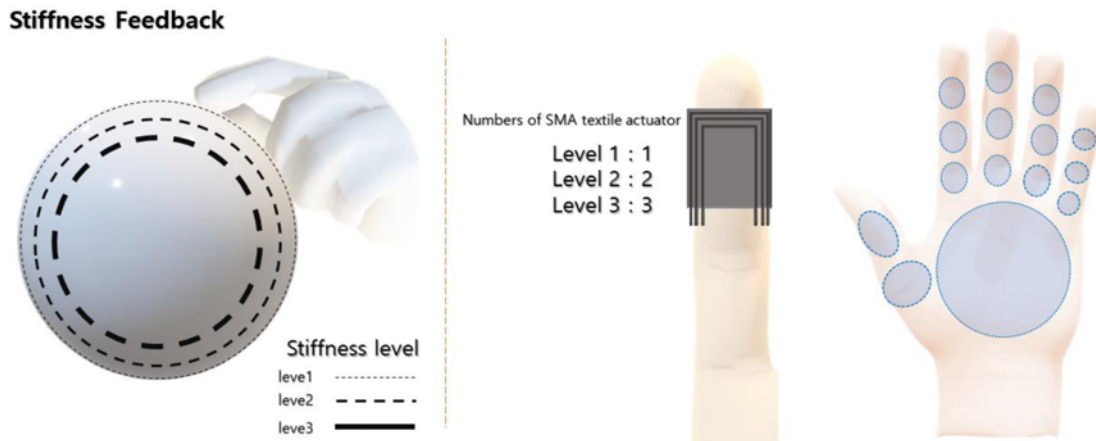 Stiffness Feedback
Stiffness level
leve1
leve2
leve3
Numbers of SMA textile actuator
Level 1 : 1
Level 2 : 2
Level 3 : 3